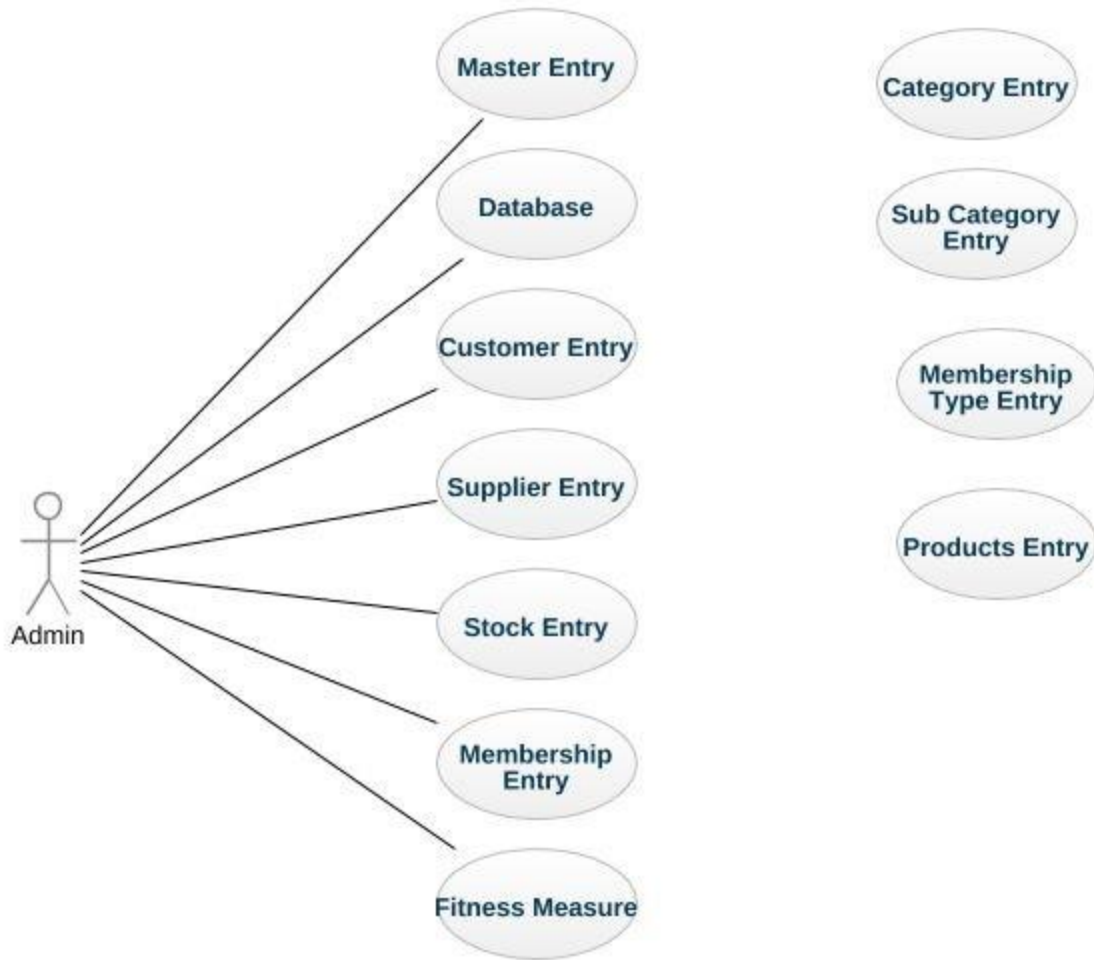 Master Entry
Database
Customer Entry
Supplier Entry
Stock Entry
Membership
Entry
Fitness Measure
Admin
Category Entry
Sub Category
Entry
Membership
Type Entry
Products Entry